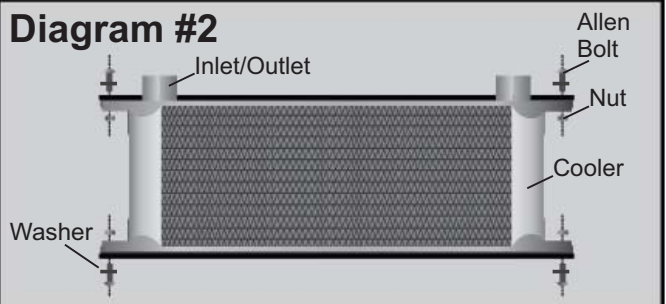 Diagram #2
Inlet/Outlet
Allen
Bolt
Nut
Cooler
Washer